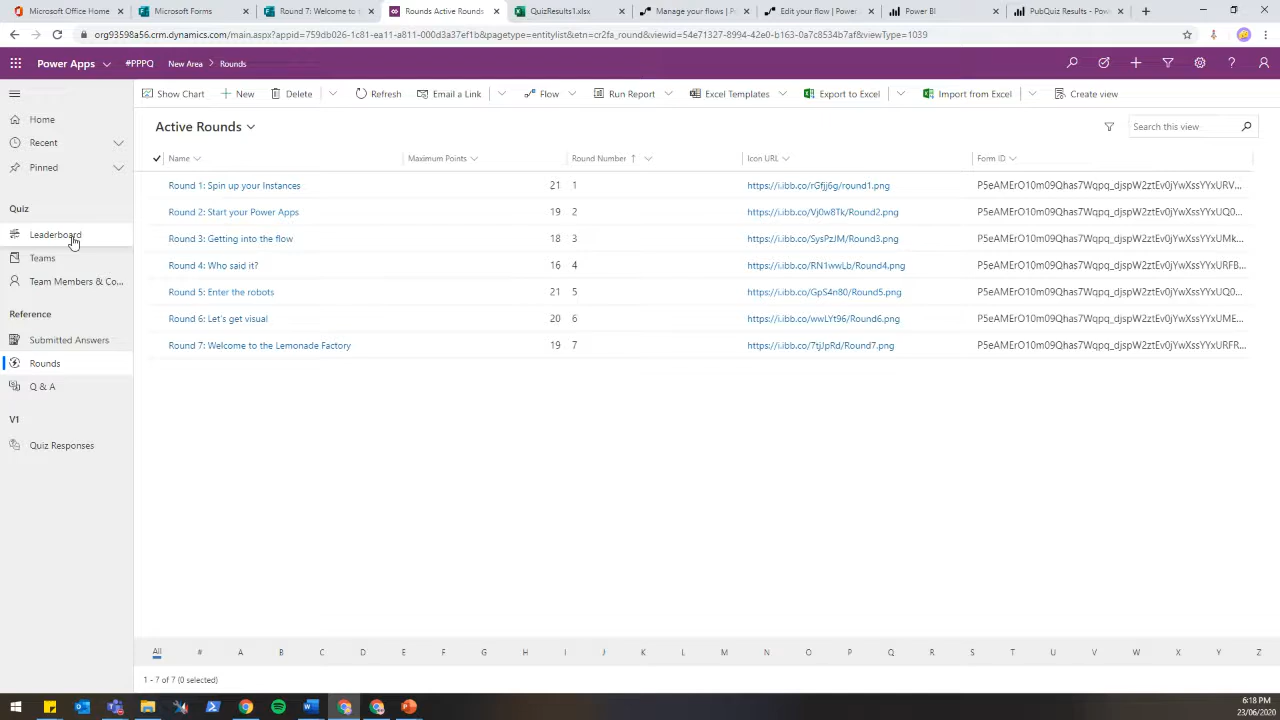 Microsoft Office Home
Microsoft Forms
Round 7: Welcome to
Rounds Active Rounds
QuizResults1.xlsx
Manage your flows | P
Edit your flow | Power
Power BI
PubQuiz Results - Pow
org93598a56.crm.dynamics.com/main.aspx?appid=759db026-1c81-ea11-a811-000d3a37ef1b&pagetype=entitylist&etn=cr2fa_round&viewid=54e71327-8994-42e0-b163-0a7c8534b7af&viewType=1039
Power Apps
#PPPQ
New Area > Rounds
Show Chart
New
Delete
Refresh
Email a Link
Flow
Run Report
Excel Templates
Export to Excel
Import from Excel
Create view
Home
Recent
Pinned
Quiz
Leaderboard
Teams
Team Members & Co...
Reference
Submitted Answers
Rounds
Q & A
V1
Quiz Responses
Active Rounds
Search this view
Name Maximum Points Round Number Icon URL Form ID
Round 1: Spin up your Instances 21 1 https://i.ibb.co/rGfjj6g/round1.png P5eAMErO10m09Qhas7Wqpq_djspW2ztEv0jYwXssYYxURV...
Round 2: Start your Power Apps 19 2 https://i.ibb.co/Vj0w8Tk/Round2.png P5eAMErO10m09Qhas7Wqpq_djspW2ztEv0jYwXssYYxUQ0...
Round 3: Getting into the flow 18 3 https://i.ibb.co/SysPzJM/Round3.png P5eAMErO10m09Qhas7Wqpq_djspW2ztEv0jYwXssYYxUMk...
Round 4: Who said it? 16 4 https://i.ibb.co/RN1wwLb/Round4.png P5eAMErO10m09Qhas7Wqpq_djspW2ztEv0jYwXssYYxURFB...
Round 5: Enter the robots 21 5 https://i.ibb.co/GpS4n80/Round5.png P5eAMErO10m09Qhas7Wqpq_djspW2ztEv0jYwXssYYxUQ0...
Round 6: Let's get visual 20 6 https://i.ibb.co/wwLYt96/Round6.png P5eAMErO10m09Qhas7Wqpq_djspW2ztEv0jYwXssYYxUME...
Round 7: Welcome to the Lemonade Factory 19 7 https://i.ibb.co/7tjJpRd/Round7.png P5eAMErO10m09Qhas7Wqpq_djspW2ztEv0jYwXssYYxURFR...
All # A B C D E F G H I J K L M N O P Q R S T U V W X Y Z
1 - 7 of 7 (0 selected)
6:18 PM
23/06/2020